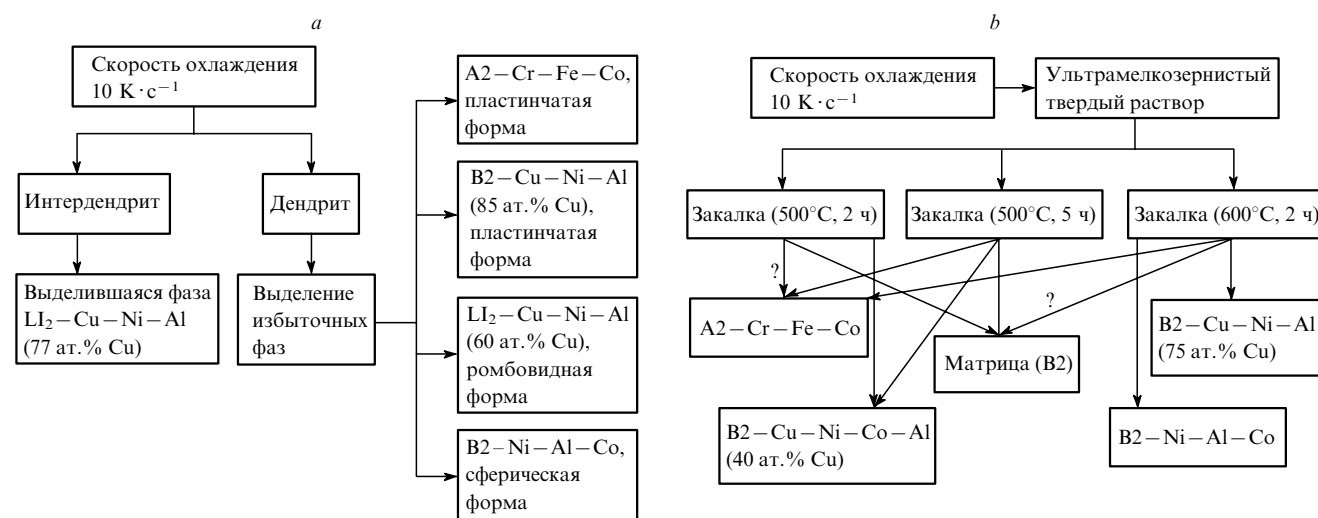 a
Скорость охлаждения
10 K · c⁻¹
Интердендрит
Дендрит
Выделившаяся фаза
LI₂−Cu−Ni−Al
(77 ат.% Cu)
Выделение
избыточных
фаз
A2−Cr−Fe−Co,
пластинчатая
форма
B2−Cu−Ni−Al
(85 ат.% Cu),
пластинчатая
форма
LI₂−Cu−Ni−Al
(60 ат.% Cu),
ромбовидная
форма
B2−Ni−Al−Co,
сферическая
форма
b
Скорость охлаждения
10 K · c⁻¹
Ультрамелкозернистый
твердый раствор
Закалка (500°C, 2 ч)
Закалка (500°C, 5 ч)
Закалка (600°C, 2 ч)
?
?
A2−Cr−Fe−Co
Матрица (B2)
B2−Cu−Ni−Al
(75 ат.% Cu)
B2−Cu−Ni−Co−Al
(40 ат.% Cu)
B2−Ni−Al−Co